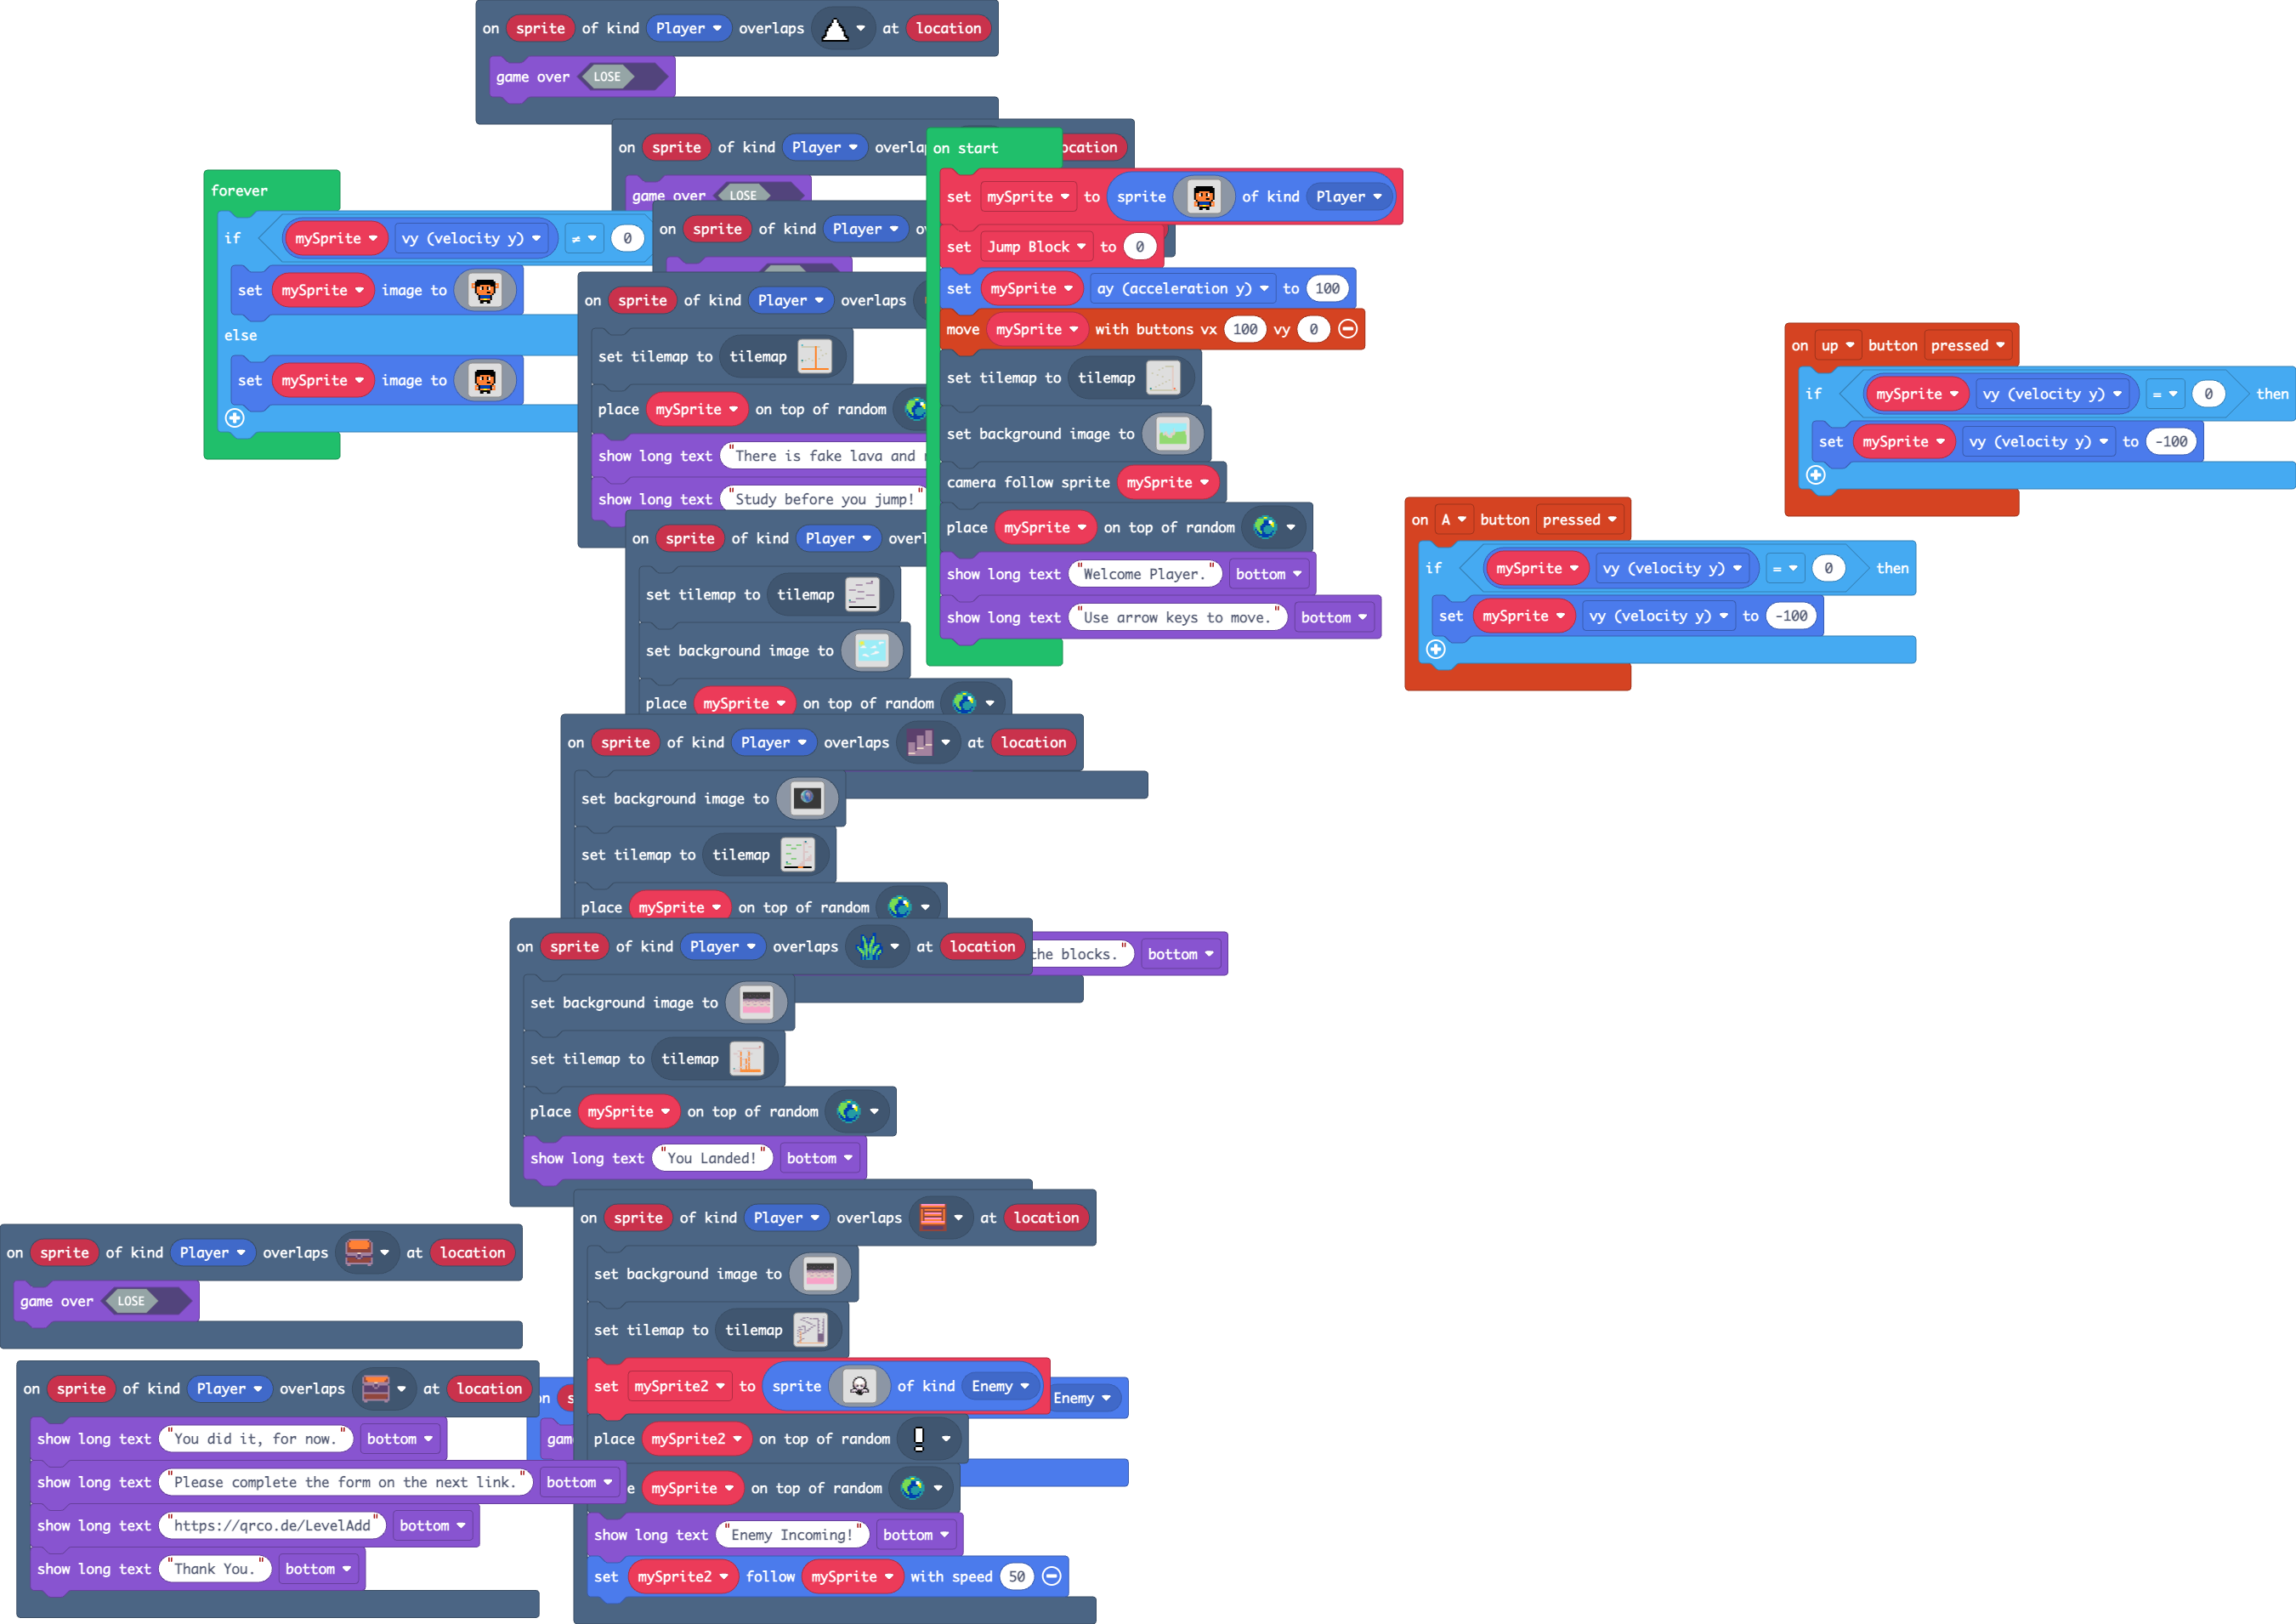 on sprite of kind Player overlaps at location
game over LOSE
on sprite of kind Player location
game over LOSE
on sprite of kind Player
forever
if mySprite vy (velocity y) ≠ 0
set mySprite image to
else
set mySprite image to
on sprite of kind Player overlaps
set tilemap to tilemap
place mySprite on top of random
show long text "There is fake lava and
show long text "Study before you jump!"
on start
set mySprite to sprite of kind Player
set Jump Block to 0
set mySprite ay (acceleration y) to 100
move mySprite with buttons vx 100 vy 0
set tilemap to tilemap
set background image to
camera follow sprite mySprite
place mySprite on top of random
show long text "Welcome Player." bottom
show long text "Use arrow keys to move." bottom
on up button pressed
if mySprite vy (velocity y) = 0 then
set mySprite vy (velocity y) to -100
on A button pressed
if mySprite vy (velocity y) = 0 then
set mySprite vy (velocity y) to -100
on sprite of kind Player
set tilemap to tilemap
set background image to
place mySprite on top of random
on sprite of kind Player overlaps at location
set background image to
set tilemap to tilemap
place mySprite on top of random
the blocks." bottom
on sprite of kind Player overlaps at location
set background image to
set tilemap to tilemap
place mySprite on top of random
show long text "You Landed!" bottom
on sprite of kind Player overlaps at location
set background image to
set tilemap to tilemap
set mySprite2 to sprite of kind Enemy
place mySprite2 on top of random
mySprite on top of random
show long text "Enemy Incoming!" bottom
set mySprite2 follow mySprite with speed 50
Enemy
on sprite of kind Player overlaps at location
game over LOSE
on sprite of kind Player overlaps at location
show long text "You did it, for now." bottom
show long text "Please complete the form on the next link." bottom
show long text "https://qrco.de/LevelAdd" bottom
show long text "Thank You." bottom